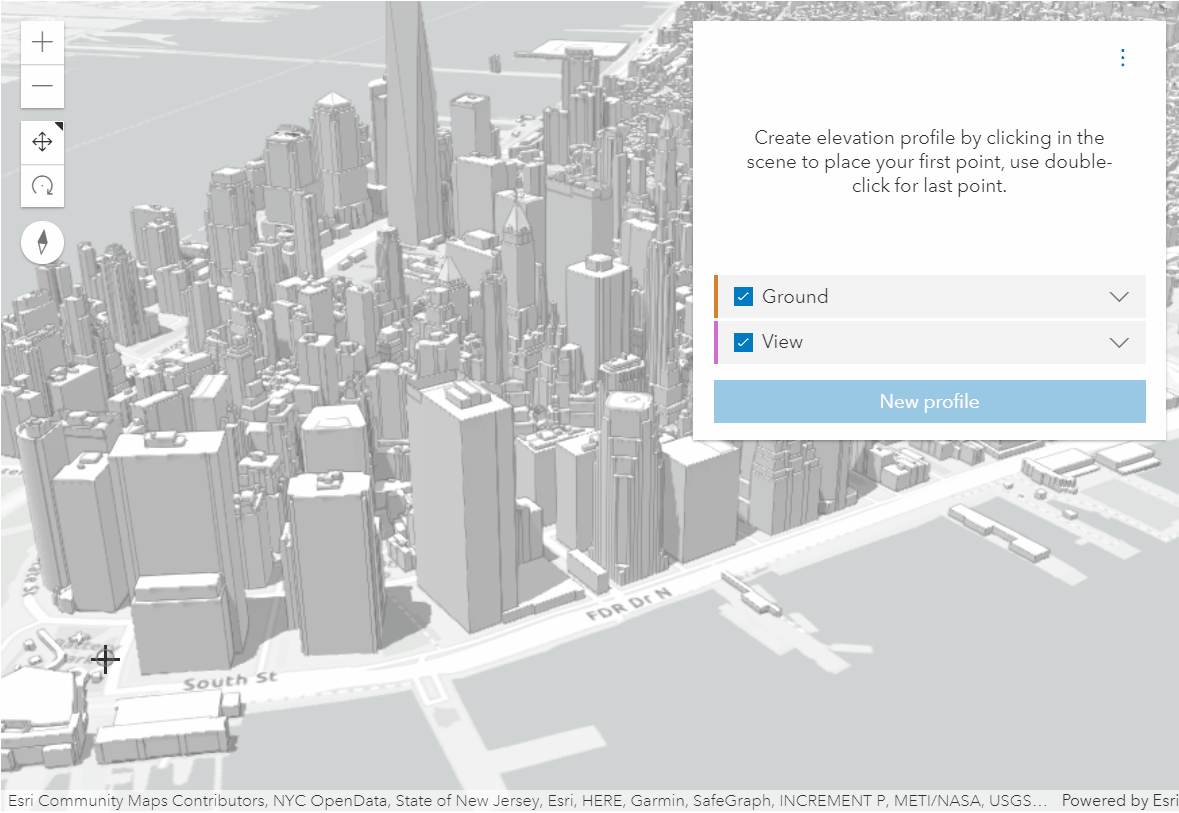 Create elevation profile by clicking in the
scene to place your first point, use double-
click for last point.
Ground
View
New profile
FDR Dr N
South St
Esri Community Maps Contributors, NYC OpenData, State of New Jersey, Esri, HERE, Garmin, SafeGraph, INCREMENT P, METI/NASA, USGS…
Powered by Esri